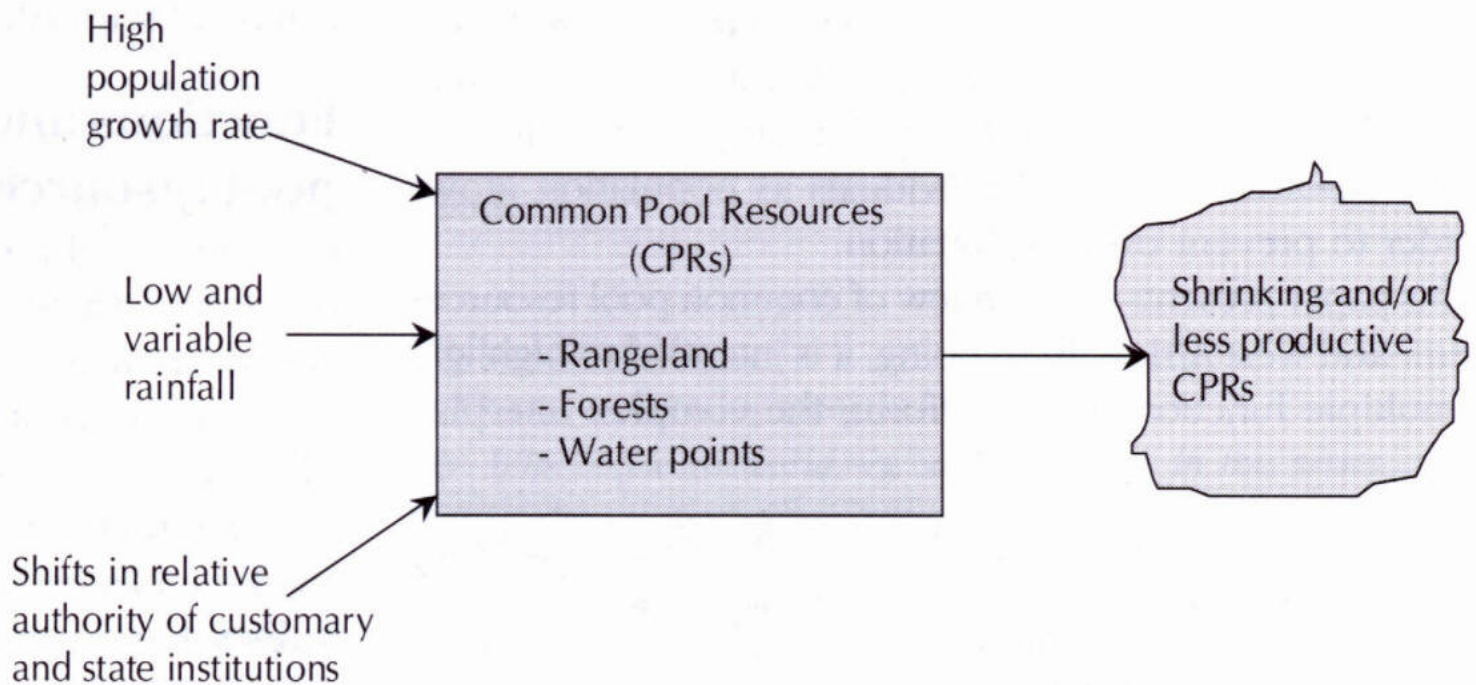 High
population
growth rate
Common Pool Resources
(CPRs)
- Rangeland
- Forests
- Water points
Low and
variable
rainfall
Shifts in relative
authority of customary
and state institutions
Shrinking and/or
less productive
CPRs